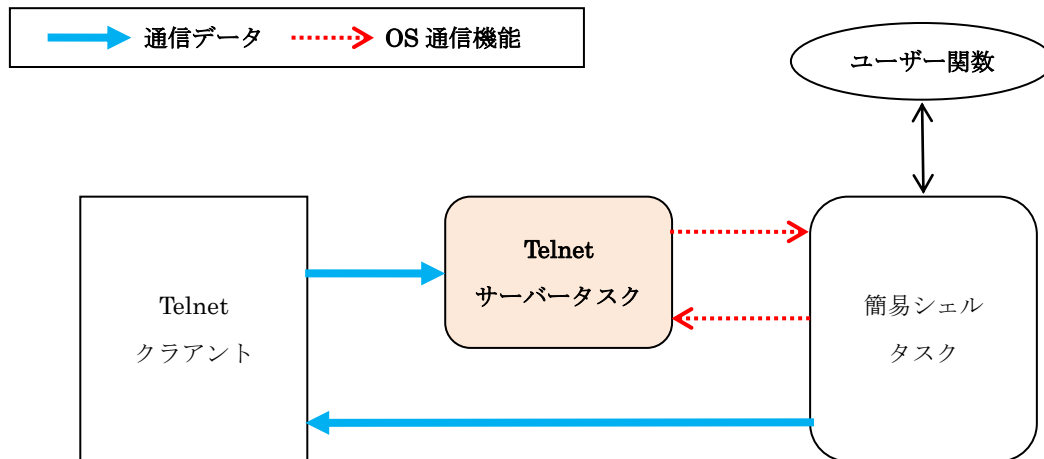 通信データ
OS 通信機能
ユーザー関数
Telnet
サーバータスク
Telnet
クラアント
簡易シェル
タスク